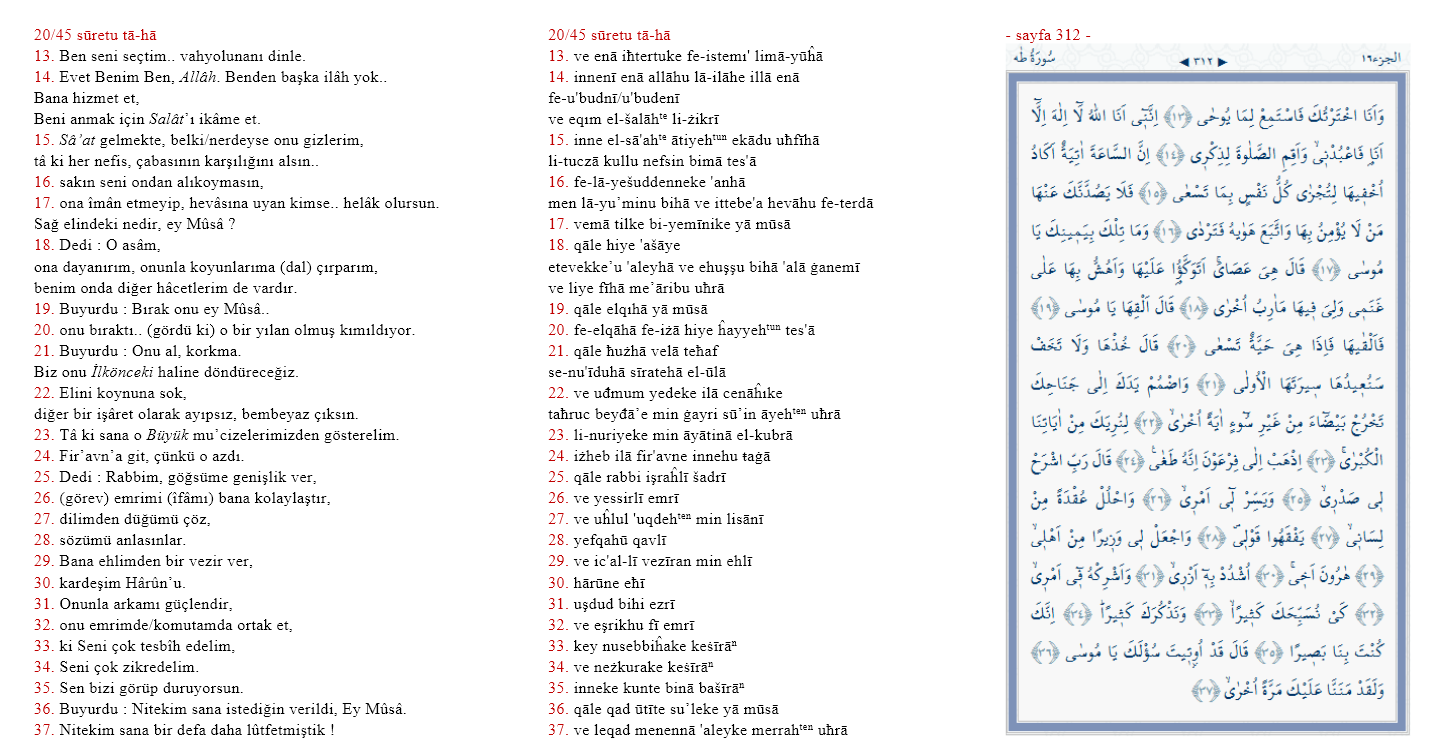 20/45 sūretu tā-hā
13. Ben seni seçtim.. vahyolunanı dinle.
14. Evet Benim Ben, Allâh. Benden başka ilâh yok..
Bana hizmet et,
Beni anmak için Salât’ı ikâme et.
15. Sâ’at gelmekte, belki/nerdeyse onu gizlerim,
tâ ki her nefis, çabasının karşılığını alsın..
16. sakın seni ondan alıkoymasın,
17. ona îmân etmeyip, hevâsına uyan kimse.. helâk olursun.
Sağ elindeki nedir, ey Mûsâ ?
18. Dedi : O asâm,
ona dayanırım, onunla koyunlarıma (dal) çırparım,
benim onda diğer hâcetlerim de vardır.
19. Buyurdu : Bırak onu ey Mûsâ..
20. onu bıraktı.. (gördü ki) o bir yılan olmuş kımıldıyor.
21. Buyurdu : Onu al, korkma.
Biz onu İlkönceki haline döndüreceğiz.
22. Elini koynuna sok,
diğer bir işâret olarak ayıpsız, bembeyaz çıksın.
23. Tâ ki sana o Büyük mu’cizelerimizden gösterelim.
24. Fir’avn’a git, çünkü o azdı.
25. Dedi : Rabbim, göğsüme genişlik ver,
26. (görev) emrimi (îfâmı) bana kolaylaştır,
27. dilimden düğümü çöz,
28. sözümü anlasınlar.
29. Bana ehlimden bir vezir ver,
30. kardeşim Hârûn’u.
31. Onunla arkamı güçlendir,
32. onu emrimde/komutamda ortak et,
33. ki Seni çok tesbîh edelim,
34. Seni çok zikredelim.
35. Sen bizi görüp duruyorsun.
36. Buyurdu : Nitekim sana istediğin verildi, Ey Mûsâ.
37. Nitekim sana bir defa daha lûtfetmiştik !
20/45 sūretu tā-hā
13. ve enā iħtertuke fe-istemı' limā-yūĥā
14. innenī enā allāhu lā-ilāhe illā enā
fe-u'budnī/u'budenī
ve eqım el-šalāhᵗᵉ li-żikrī
15. inne el-sā'ahᵗᵉ ātiyehᵗᵘⁿ ekādu uħfīhā
li-tuczā kullu nefsin bimā tes'ā
16. fe-lā-yešuddenneke 'anhā
men lā-yu’minu bihā ve ittebe'a hevāhu fe-terdā
17. vemā tilke bi-yemīnike yā mūsā
18. qāle hiye 'ašāye
etevekke’u 'aleyhā ve ehuşşu bihā 'alā ġanemī
ve liye fīhā me’āribu uħrā
19. qāle elqıhā yā mūsā
20. fe-elqāhā fe-iżā hiye ĥayyehᵗᵘⁿ tes'ā
21. qāle ħużhā velā teħaf
se-nu'īduhā sīratehā el-ūlā
22. ve uđmum yedeke ilā cenāĥıke
taħruc beyđā’e min ġayri sū’in āyehᵗᵉⁿ uħrā
23. li-nuriyeke min āyātinā el-kubrā
24. iżheb ilā fir'avne innehu ŧaġā
25. qāle rabbi işraĥlī šadrī
26. ve yessirlī emrī
27. ve uĥlul 'uqdehᵗᵉⁿ min lisānī
28. yefqahū qavlī
29. ve ic'al-lī vezīran min ehlī
30. hārūne eħī
31. uşdud bihi ezrī
32. ve eşrikhu fī emrī
33. key nusebbiĥake keśīrāⁿ
34. ve neżkurake keśīrāⁿ
35. inneke kunte binā bašīrāⁿ
36. qāle qad ūtīte su’leke yā mūsā
37. ve leqad menennā 'aleyke merrahᵗᵉⁿ uħrā
- sayfa 312 -
سُورَةُ طٰه ◀ ٣١٢ ▶ الجزء ١٦
وَاَنَا اخْتَرْتُكَ فَاسْتَمِعْ لِمَا يُوحٰى ﴿١٣﴾ اِنَّنٖٓى اَنَا اللّٰهُ لَٓا اِلٰهَ اِلَّٓا
اَنَا۬ فَاعْبُدْنٖىۙ وَاَقِمِ الصَّلٰوةَ لِذِكْرٖى ﴿١٤﴾ اِنَّ السَّاعَةَ اٰتِيَةٌ اَكَادُ
اُخْفٖيهَا لِتُجْزٰى كُلُّ نَفْسٍ بِمَا تَسْعٰى ﴿١٥﴾ فَلَا يَصُدَّنَّكَ عَنْهَا
مَنْ لَا يُؤْمِنُ بِهَا وَاتَّبَعَ هَوٰيهُ فَتَرْدٰى ﴿١٦﴾ وَمَا تِلْكَ بِيَمٖينِكَ يَا
مُوسٰى ﴿١٧﴾ قَالَ هِىَ عَصَاىَۚ اَتَوَكَّؤُ۬ا عَلَيْهَا وَاَهُشُّ بِهَا عَلٰى
غَنَمٖى وَلِىَ فٖيهَا مَاٰرِبُ اُخْرٰى ﴿١٨﴾ قَالَ اَلْقِهَا يَا مُوسٰى ﴿١٩﴾
فَاَلْقٰيهَا فَاِذَا هِىَ حَيَّةٌ تَسْعٰى ﴿٢٠﴾ قَالَ خُذْهَا وَلَا تَخَفْ
سَنُعٖيدُهَا سٖيرَتَهَا الْاُولٰى ﴿٢١﴾ وَاضْمُمْ يَدَكَ اِلٰى جَنَاحِكَ
تَخْرُجْ بَيْضَٓاءَ مِنْ غَيْرِ سُٓوءٍ اٰيَةً اُخْرٰىۙ ﴿٢٢﴾ لِنُرِيَكَ مِنْ اٰيَاتِنَا
الْكُبْرٰىۚ ﴿٢٣﴾ اِذْهَبْ اِلٰى فِرْعَوْنَ اِنَّهُ طَغٰى۟ ﴿٢٤﴾ قَالَ رَبِّ اشْرَحْ
لٖى صَدْرٖىۙ ﴿٢٥﴾ وَيَسِّرْ لٖٓى اَمْرٖىۙ ﴿٢٦﴾ وَاحْلُلْ عُقْدَةً مِنْ
لِسَانٖىۙ ﴿٢٧﴾ يَفْقَهُوا قَوْلٖىࣕ ﴿٢٨﴾ وَاجْعَلْ لٖى وَزٖيرًا مِنْ اَهْلٖىۙ
﴿٢٩﴾ هٰرُونَ اَخٖىۚ ﴿٣٠﴾ اُشْدُدْ بِهٖٓ اَزْرٖىۙ ﴿٣١﴾ وَاَشْرِكْهُ فٖٓى اَمْرٖىۙ
﴿٣٢﴾ كَىْ نُسَبِّحَكَ كَثٖيرًاۙ ﴿٣٣﴾ وَنَذْكُرَكَ كَثٖيرًاؕ ﴿٣٤﴾ اِنَّكَ
كُنْتَ بِنَا بَصٖيرًا ﴿٣٥﴾ قَالَ قَدْ اُوتٖيتَ سُؤْلَكَ يَا مُوسٰى ﴿٣٦﴾
وَلَقَدْ مَنَنَّا عَلَيْكَ مَرَّةً اُخْرٰىۙ ﴿٣٧﴾